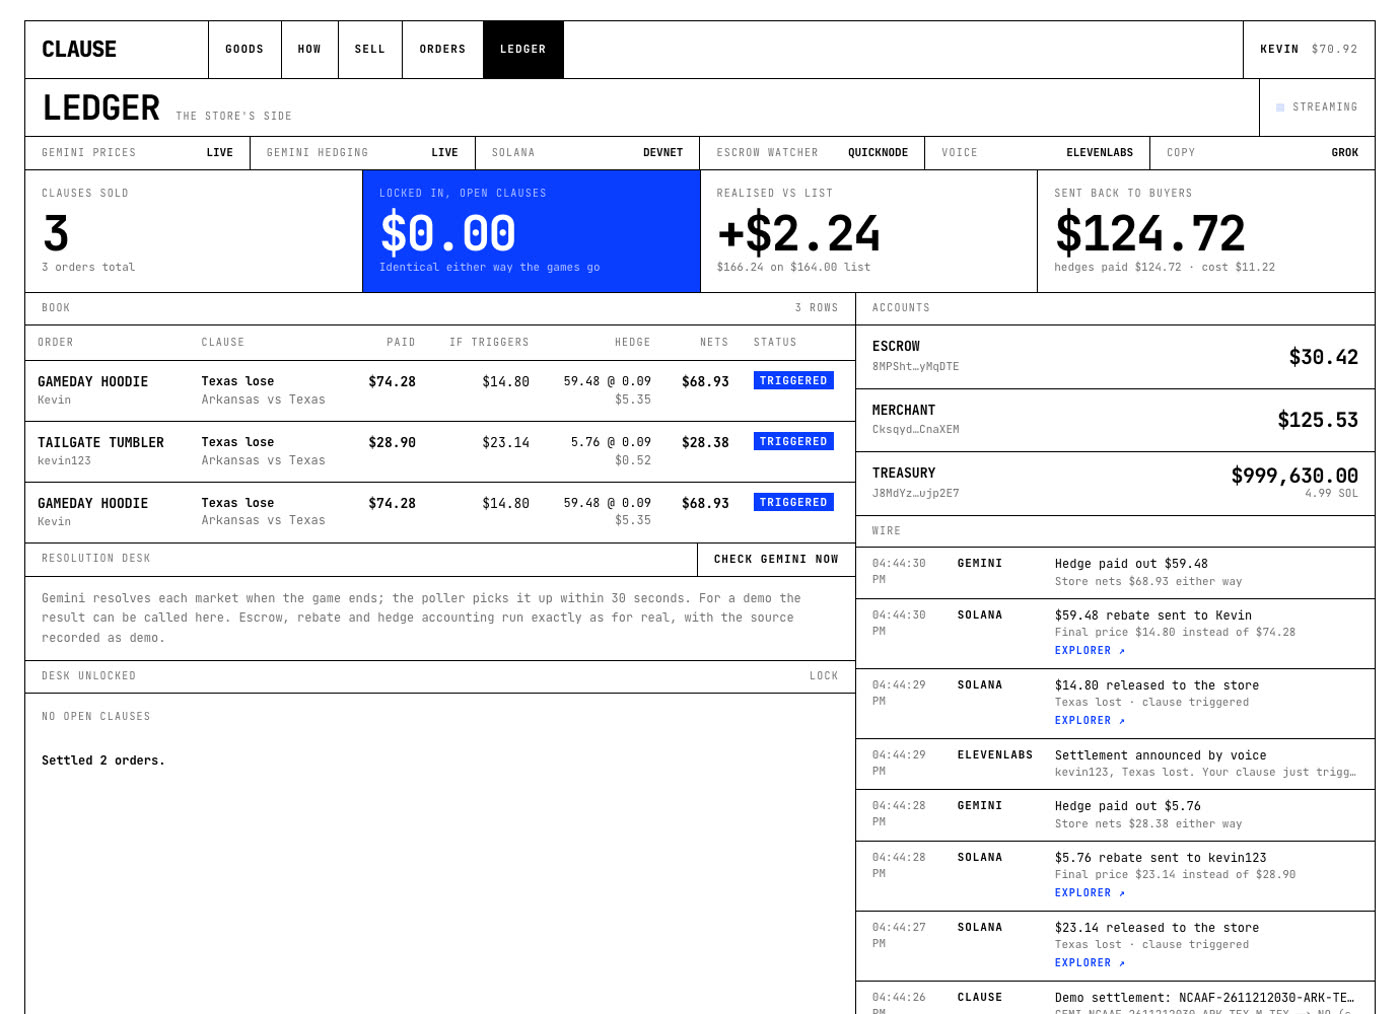 CLAUSE GOODS HOW SELL ORDERS LEDGER KEVIN $70.92
LEDGER THE STORE'S SIDE STREAMING
GEMINI PRICES LIVE GEMINI HEDGING LIVE SOLANA DEVNET ESCROW WATCHER QUICKNODE VOICE ELEVENLABS COPY GROK
CLAUSES SOLD
3
3 orders total
LOCKED IN, OPEN CLAUSES
$0.00
Identical either way the games go
REALISED VS LIST
+$2.24
$166.24 on $164.00 list
SENT BACK TO BUYERS
$124.72
hedges paid $124.72 · cost $11.22
BOOK 3 ROWS
ORDER CLAUSE PAID IF TRIGGERS HEDGE NETS STATUS
GAMEDAY HOODIE Texas lose $74.28 $14.80 59.48 @ 0.09 $68.93 TRIGGERED
Kevin Arkansas vs Texas $5.35
TAILGATE TUMBLER Texas lose $28.90 $23.14 5.76 @ 0.09 $28.38 TRIGGERED
kevin123 Arkansas vs Texas $0.52
GAMEDAY HOODIE Texas lose $74.28 $14.80 59.48 @ 0.09 $68.93 TRIGGERED
Kevin Arkansas vs Texas $5.35
RESOLUTION DESK CHECK GEMINI NOW
Gemini resolves each market when the game ends; the poller picks it up within 30 seconds. For a demo the
result can be called here. Escrow, rebate and hedge accounting run exactly as for real, with the source
recorded as demo.
DESK UNLOCKED LOCK
NO OPEN CLAUSES
Settled 2 orders.
ACCOUNTS
ESCROW $30.42
8MPSht…yMqDTE
MERCHANT $125.53
Cksqyd…CnaXEM
TREASURY $999,630.00
J8MdYz…ujp2E7 4.99 SOL
WIRE
04:44:30 GEMINI Hedge paid out $59.48
PM Store nets $68.93 either way
04:44:30 SOLANA $59.48 rebate sent to Kevin
PM Final price $14.80 instead of $74.28
EXPLORER ↗
04:44:29 SOLANA $14.80 released to the store
PM Texas lost · clause triggered
EXPLORER ↗
04:44:29 ELEVENLABS Settlement announced by voice
PM kevin123, Texas lost. Your clause just trigg…
04:44:28 GEMINI Hedge paid out $5.76
PM Store nets $28.38 either way
04:44:28 SOLANA $5.76 rebate sent to kevin123
PM Final price $23.14 instead of $28.90
EXPLORER ↗
04:44:27 SOLANA $23.14 released to the store
PM Texas lost · clause triggered
EXPLORER ↗
04:44:26 CLAUSE Demo settlement: NCAAF-2611212030-ARK-TE…
PM